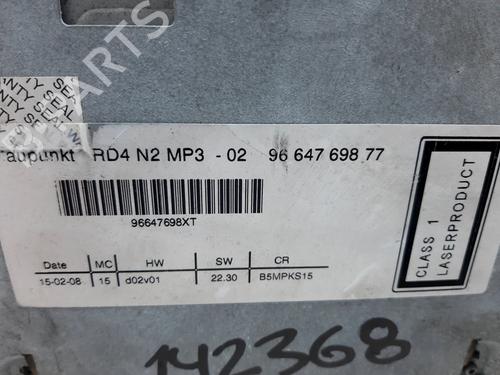 aupunkt RD4 N2 MP3 - 02 96 647 698 77
96647698XT
Date MC HW SW CR
15-02-08 15 d02v01 22.30 B5MPKS15
CLASS 1
LASERPRODUCT
142368